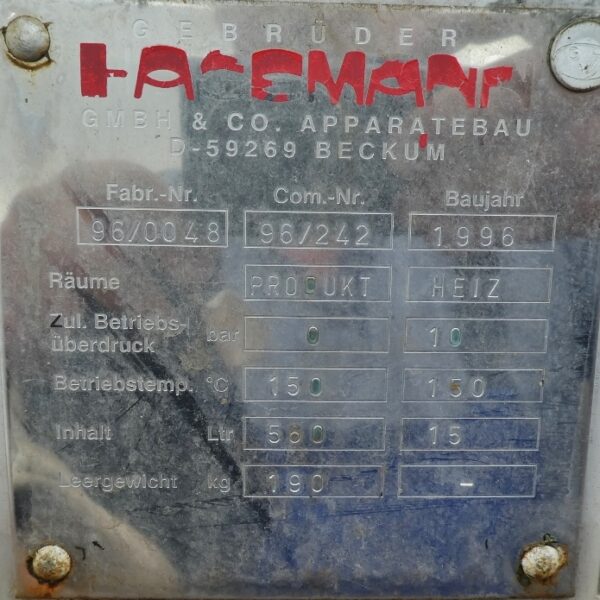 GEBRÜDER
HAGEMANN
GMBH & CO. APPARATEBAU
D-59269 BECKUM
Fabr.-Nr. Com.-Nr. Baujahr
96/0048 96/242 1996
Räume PRODUKT HEIZ
Zul. Betriebs-
überdruck bar 0 10
Betriebstemp. °C 150 150
Inhalt Ltr 560 15
Leergewicht kg 190 -